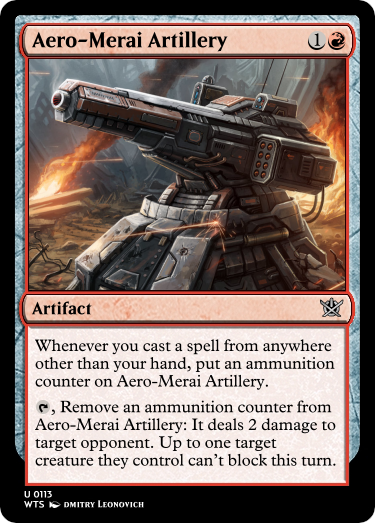 Aero-Merai Artillery 1
Artifact
Whenever you cast a spell from anywhere
other than your hand, put an ammunition
counter on Aero-Merai Artillery.
, Remove an ammunition counter from
Aero-Merai Artillery: It deals 2 damage to
target opponent. Up to one target
creature they control can't block this turn.
U 0113
WTS DMITRY LEONOVICH